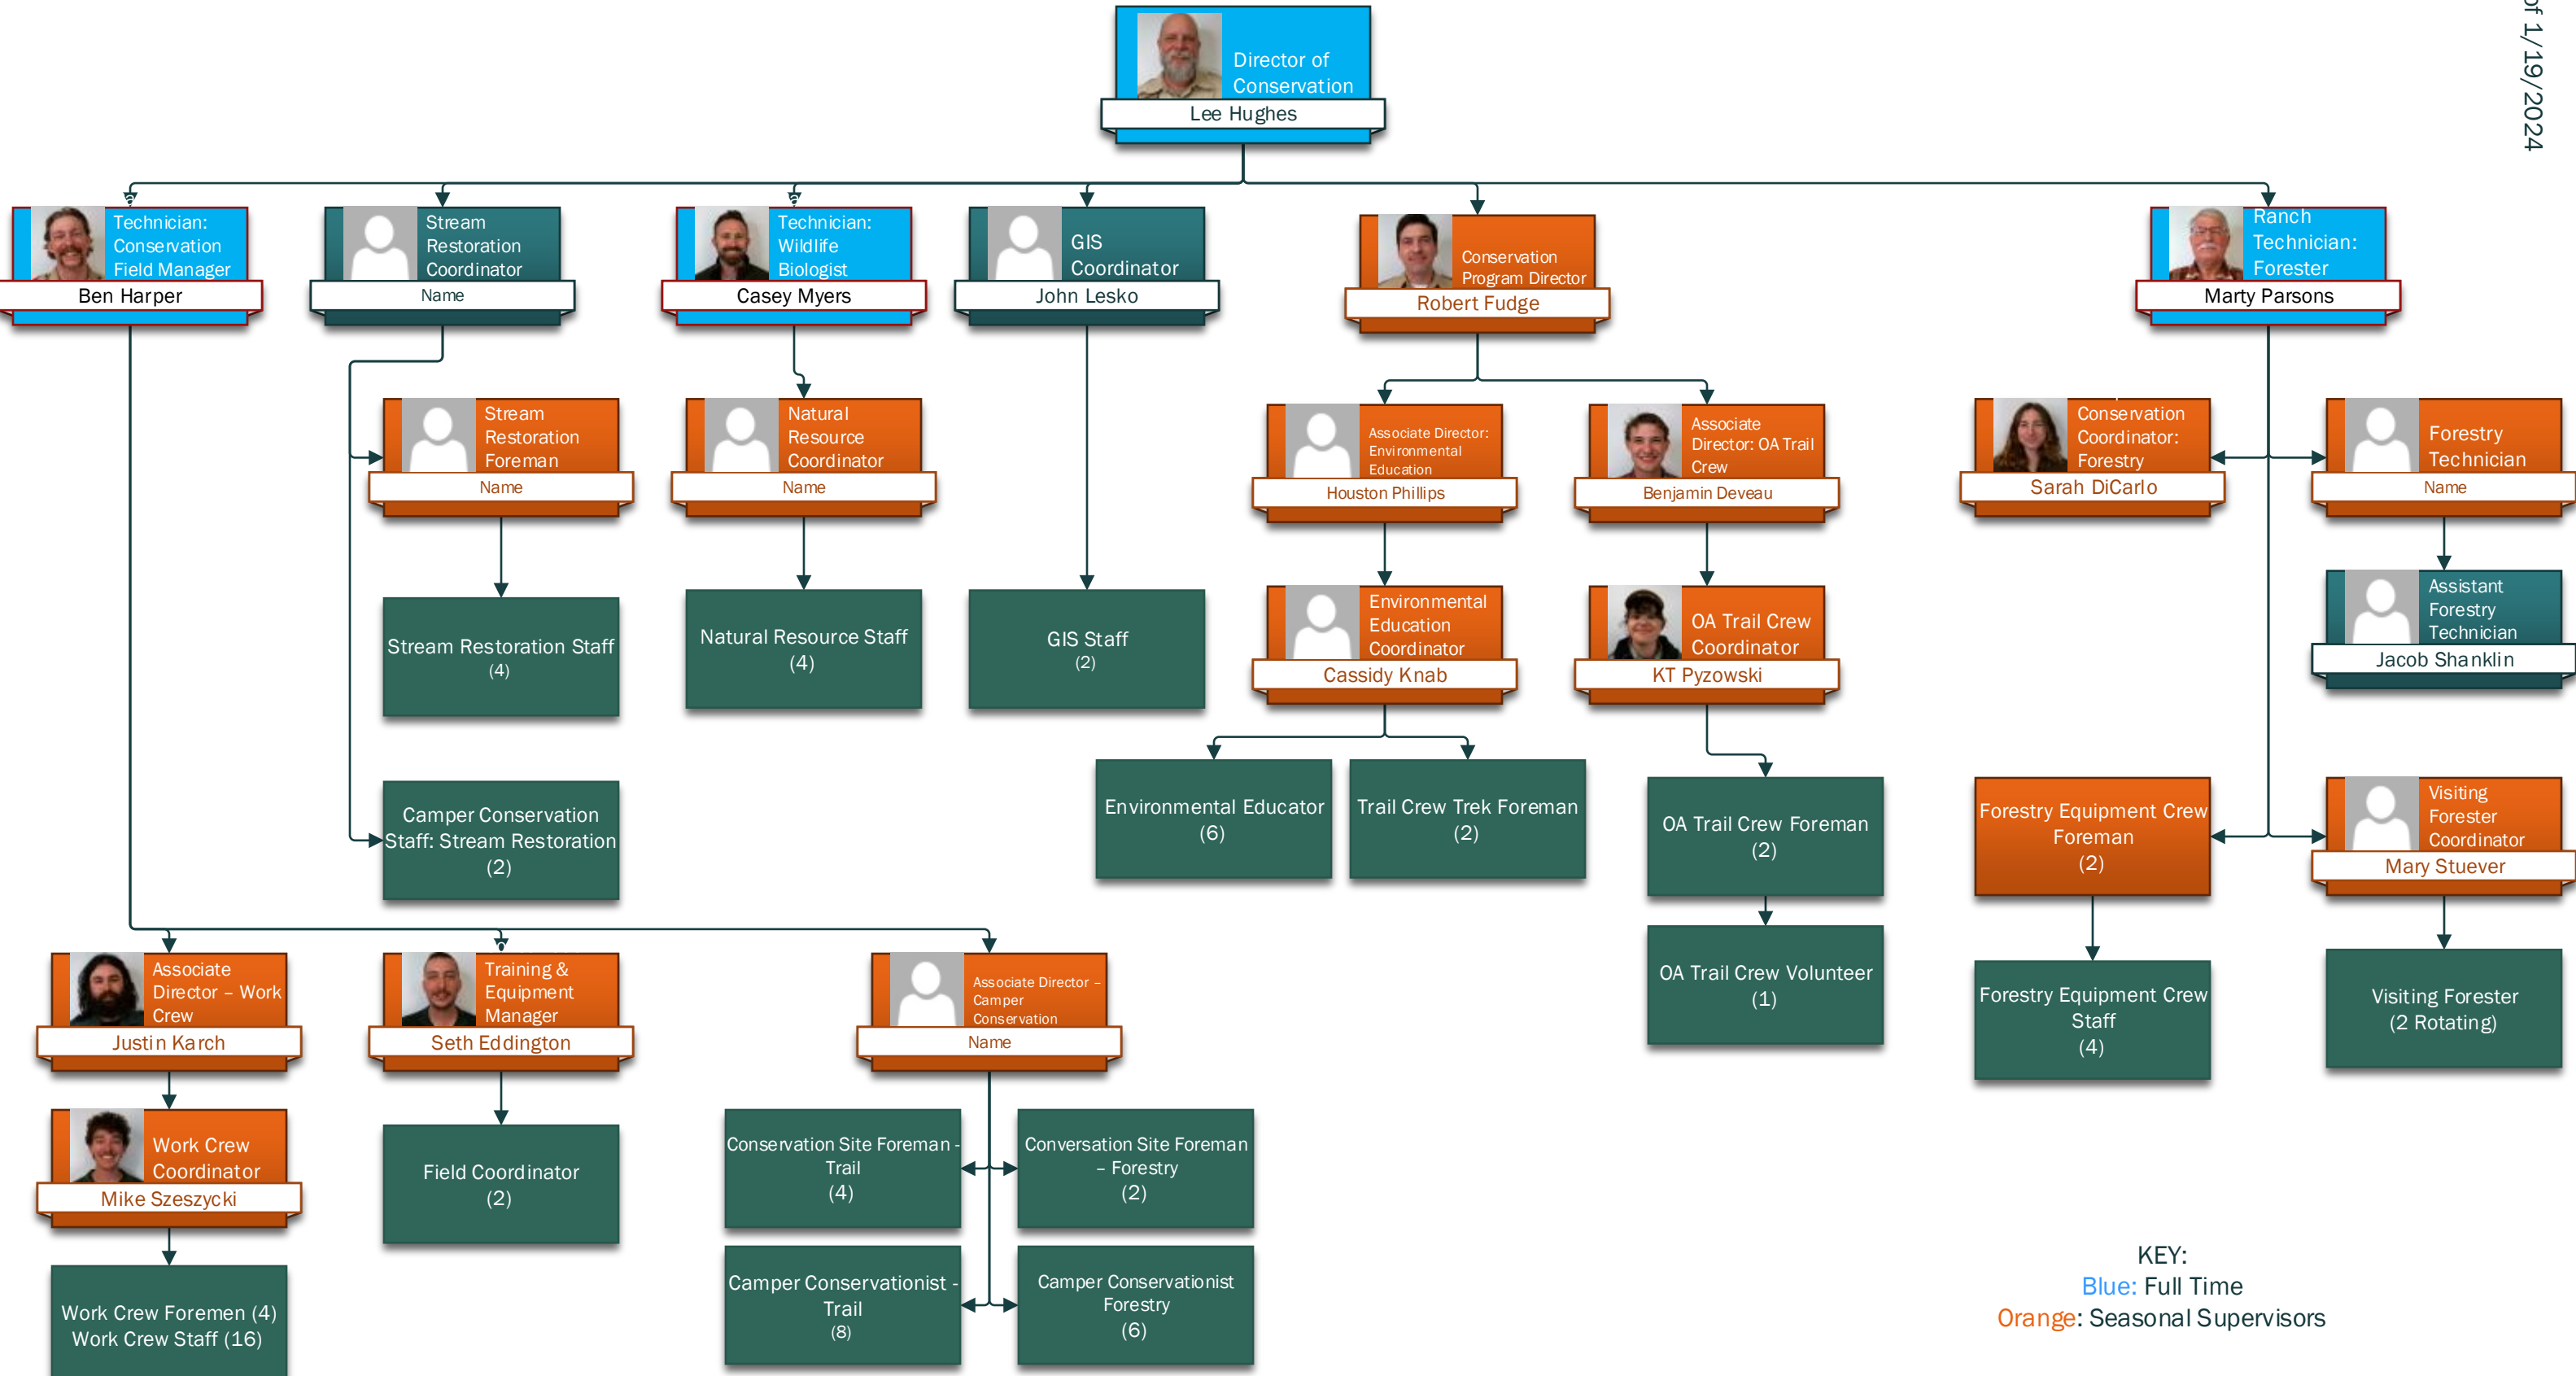 of 1/19/2024
Director of
Conservation
Lee Hughes
Technician:
Conservation
Field Manager
Ben Harper
Stream
Restoration
Coordinator
Name
Technician:
Wildlife
Biologist
Casey Myers
GIS
Coordinator
John Lesko
Conservation
Program Director
Robert Fudge
Ranch
Technician:
Forester
Marty Parsons
Stream
Restoration
Foreman
Name
Natural
Resource
Coordinator
Name
Associate Director:
Environmental
Education
Houston Phillips
Associate
Director: OA Trail
Crew
Benjamin Deveau
Conservation
Coordinator:
Forestry
Sarah DiCarlo
Forestry
Technician
Name
Stream Restoration Staff
(4)
Natural Resource Staff
(4)
GIS Staff
(2)
Environmental
Education
Coordinator
Cassidy Knab
OA Trail Crew
Coordinator
KT Pyzowski
Assistant
Forestry
Technician
Jacob Shanklin
Camper Conservation
Staff: Stream Restoration
(2)
Environmental Educator
(6)
Trail Crew Trek Foreman
(2)
OA Trail Crew Foreman
(2)
Forestry Equipment Crew
Foreman
(2)
Visiting
Forester
Coordinator
Mary Stuever
Associate
Director – Work
Crew
Justin Karch
Training &
Equipment
Manager
Seth Eddington
Associate Director –
Camper
Conservation
Name
OA Trail Crew Volunteer
(1)
Forestry Equipment Crew
Staff
(4)
Visiting Forester
(2 Rotating)
Work Crew
Coordinator
Mike Szeszycki
Field Coordinator
(2)
Conservation Site Foreman -
Trail
(4)
Conversation Site Foreman
– Forestry
(2)
Work Crew Foremen (4)
Work Crew Staff (16)
Camper Conservationist -
Trail
(8)
Camper Conservationist
Forestry
(6)
KEY:
Blue: Full Time
Orange: Seasonal Supervisors